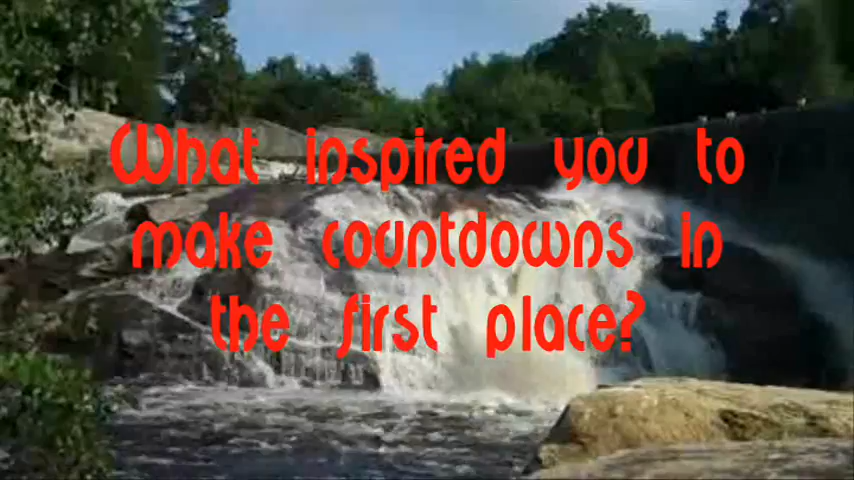 What inspired you to
make countdowns in
the first place?